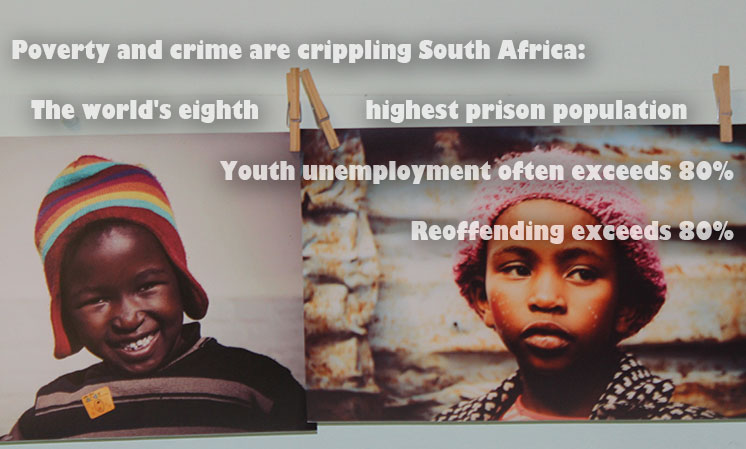 Poverty and crime are crippling South Africa:
The world's eighth highest prison population
Youth unemployment often exceeds 80%
Reoffending exceeds 80%